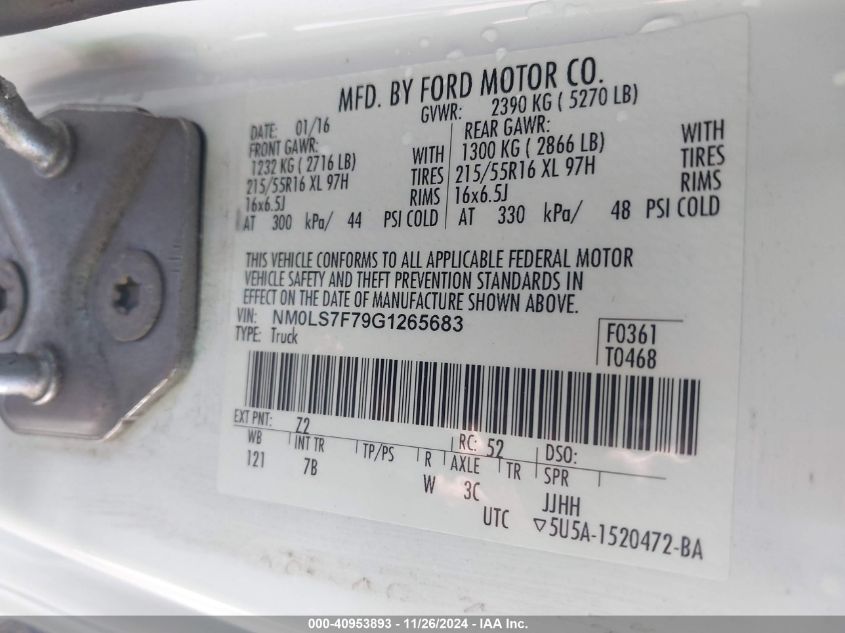 MFD. BY FORD MOTOR CO.
DATE: 01/16 GVWR: 2390 KG ( 5270 LB)
FRONT GAWR: REAR GAWR:
1232 KG ( 2716 LB) WITH 1300 KG ( 2866 LB) WITH
215/55R16 XL 97H TIRES 215/55R16 XL 97H TIRES
16x6.5J RIMS 16x6.5J RIMS
AT 300 kPa/ 44 PSI COLD AT 330 kPa/ 48 PSI COLD
THIS VEHICLE CONFORMS TO ALL APPLICABLE FEDERAL MOTOR
VEHICLE SAFETY AND THEFT PREVENTION STANDARDS IN
EFFECT ON THE DATE OF MANUFACTURE SHOWN ABOVE.
VIN: NM0LS7F79G1265683
TYPE: Truck
F0361
T0468
EXT PNT: Z2 RC: 52 DSO:
WB INT TR TP/PS R AXLE TR SPR
121 7B W 3C JJHH
UTC ▽5U5A-1520472-BA
000-40953893 - 11/26/2024 - IAA Inc.